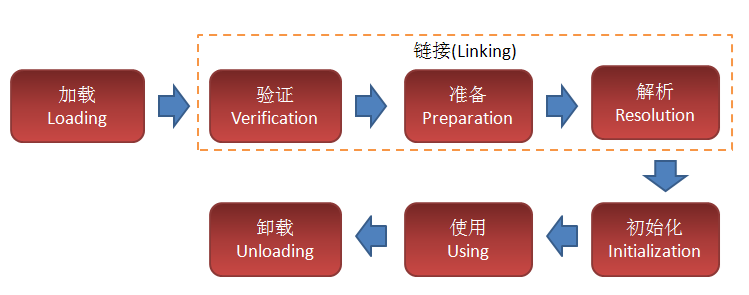 链接(Linking)
加载
Loading
验证
Verification
准备
Preparation
解析
Resolution
初始化
Initialization
使用
Using
卸载
Unloading